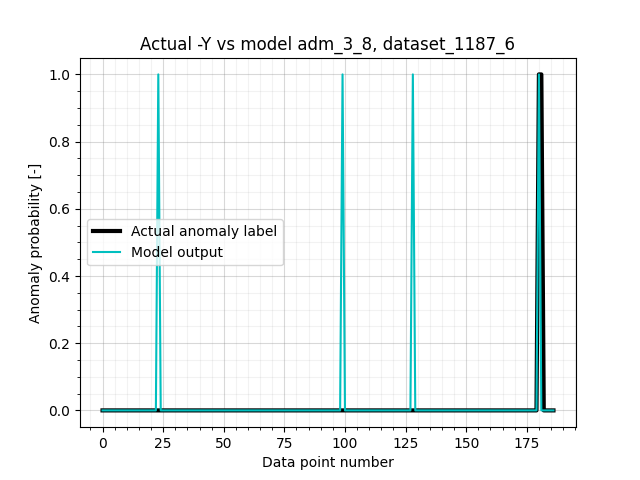 Actual -Y vs model adm_3_8, dataset_1187_6
Anomaly probability [-]
1.0
0.8
0.6
0.4
0.2
0.0
Actual anomaly label
Model output
0 25 50 75 100 125 150 175
Data point number